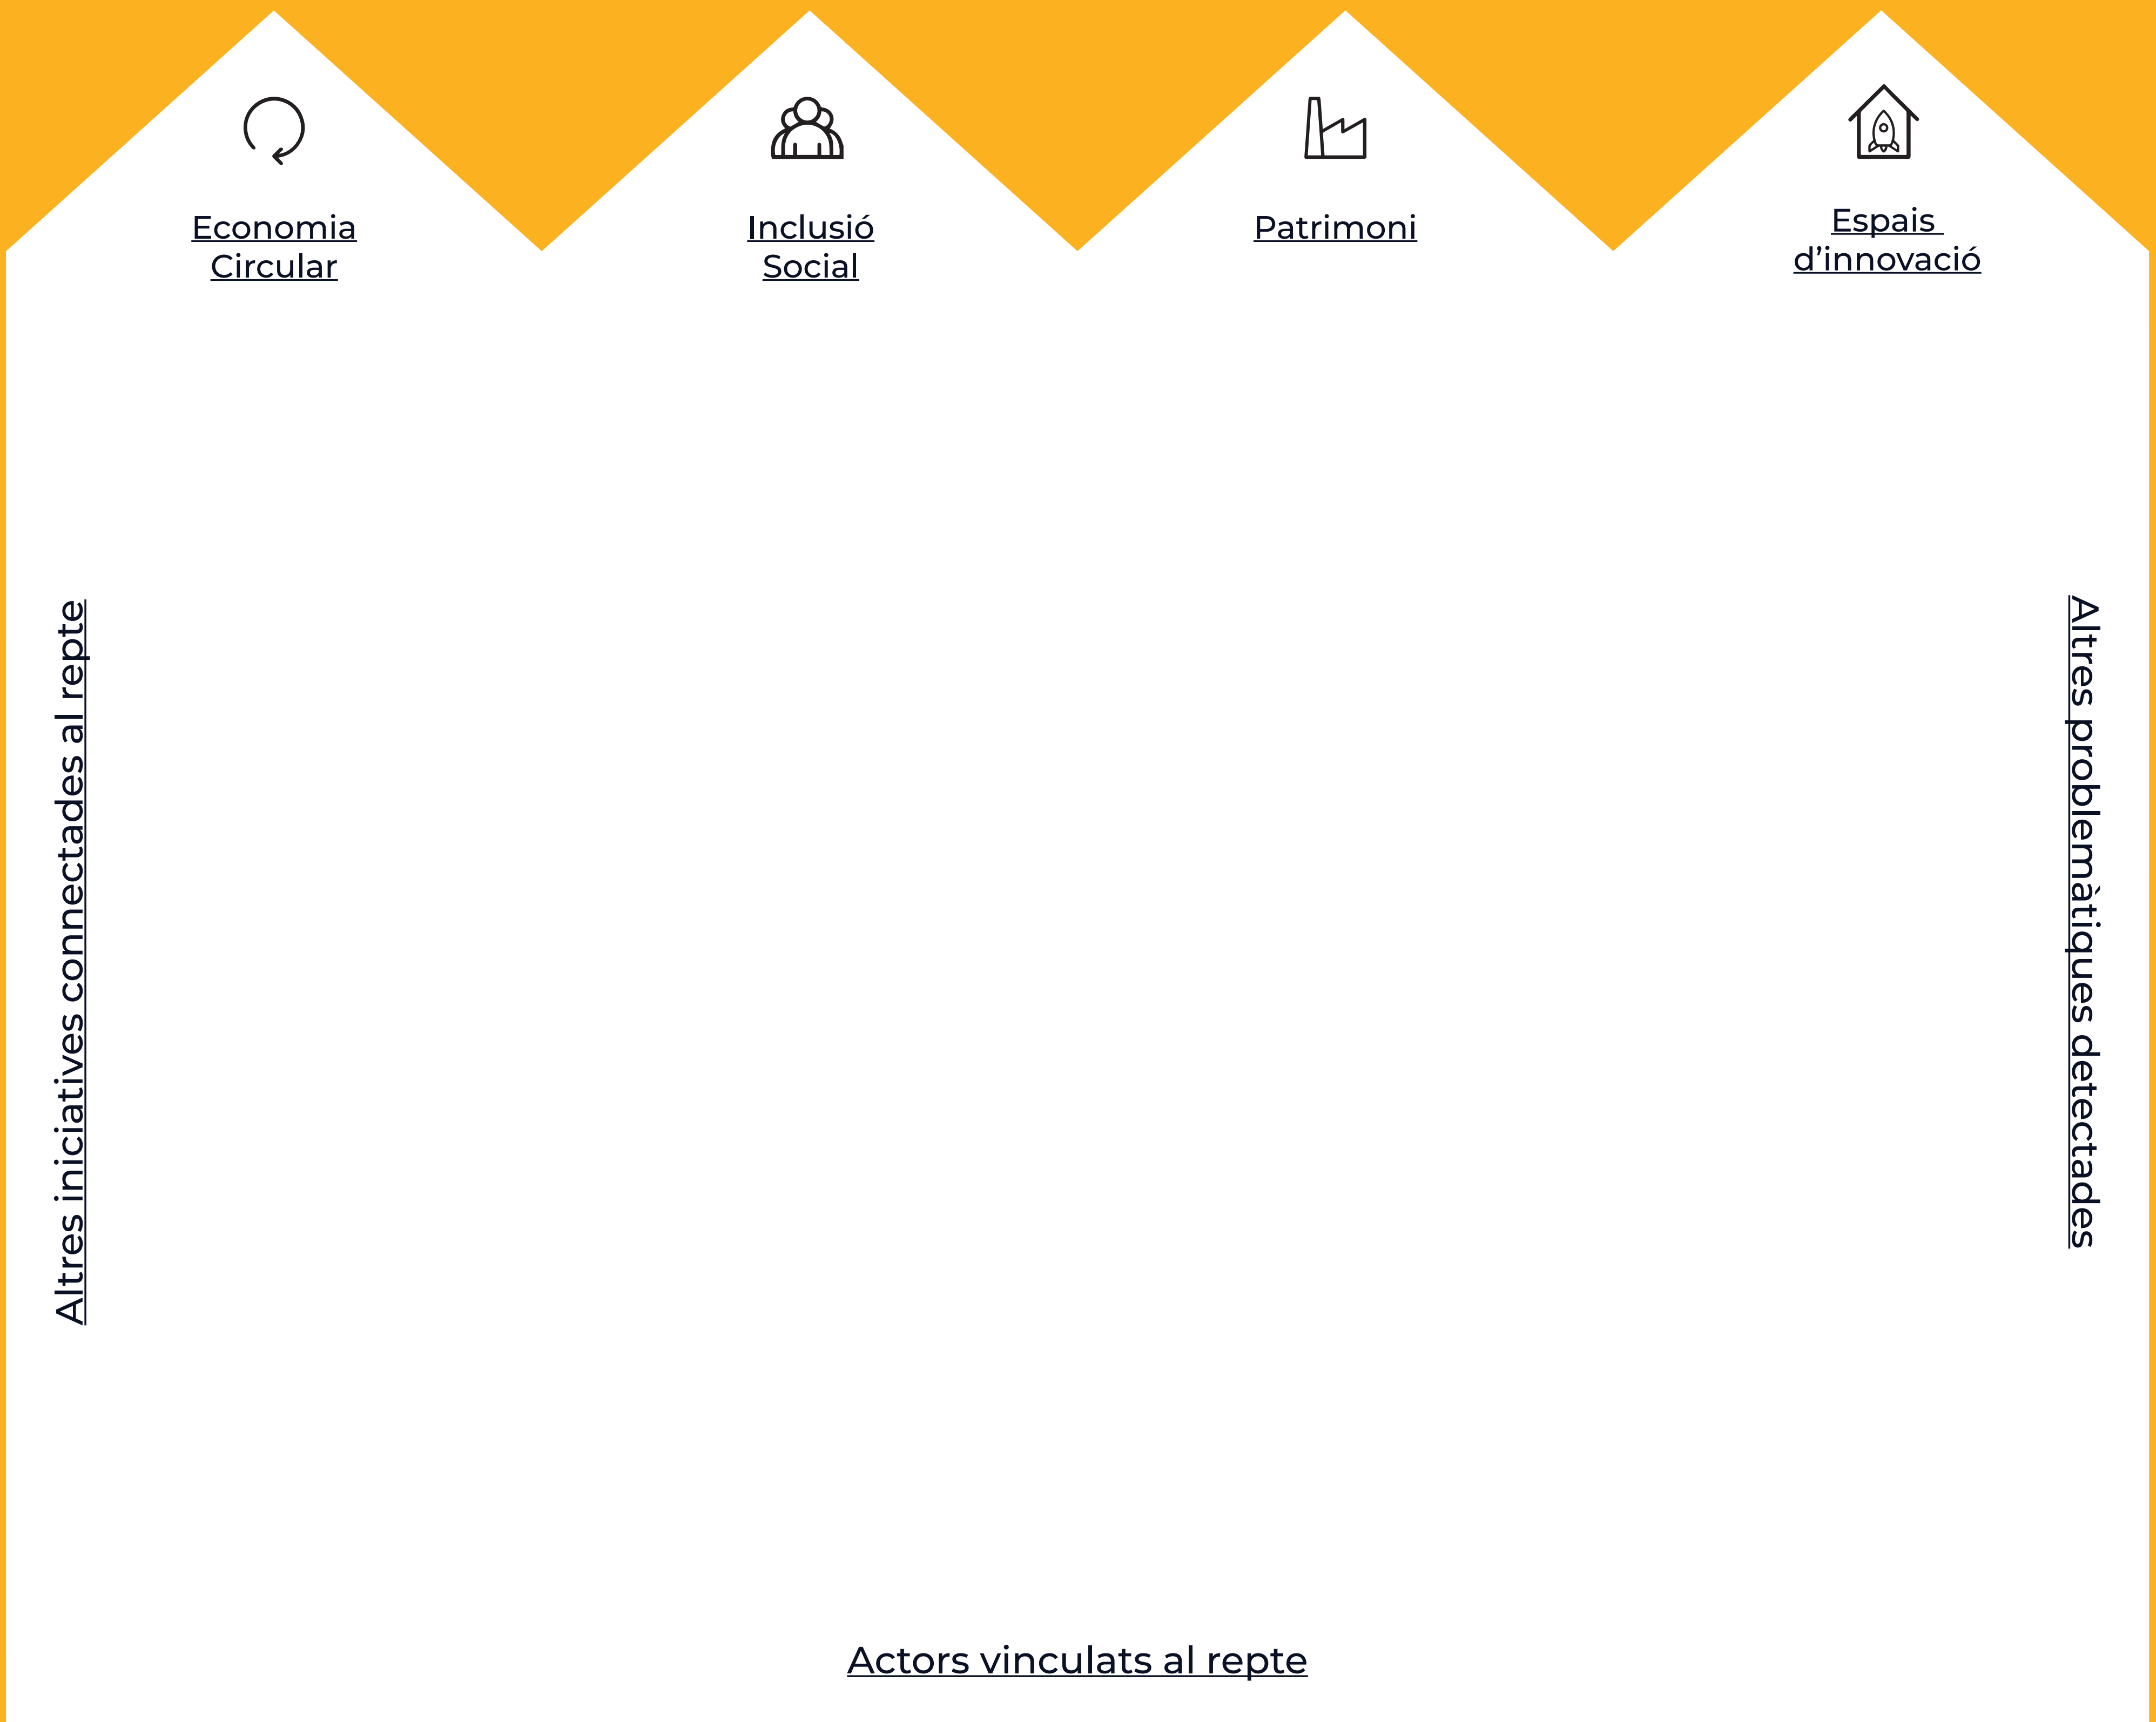 Economia
Circular
Inclusió
Social
Patrimoni
Espais
d’innovació
Altres iniciatives connectades al repte
Altres problemàtiques detectades
Actors vinculats al repte